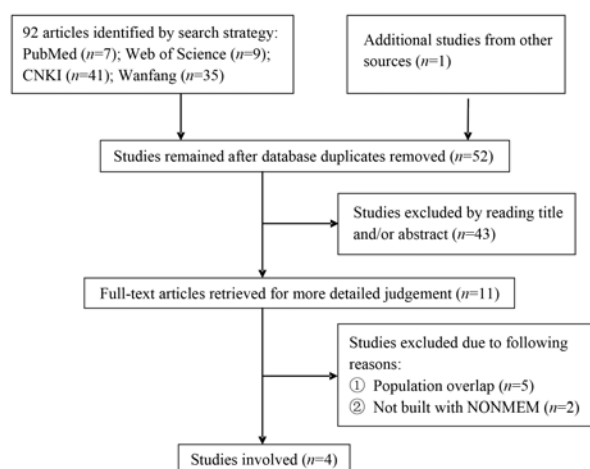 92 articles identified by search strategy:
PubMed (n=7); Web of Science (n=9);
CNKI (n=41); Wanfang (n=35)
Additional studies from other
sources (n=1)
Studies remained after database duplicates removed (n=52)
Studies excluded by reading title
and/or abstract (n=43)
Full-text articles retrieved for more detailed judgement (n=11)
Studies excluded due to following
reasons:
① Population overlap (n=5)
② Not built with NONMEM (n=2)
Studies involved (n=4)